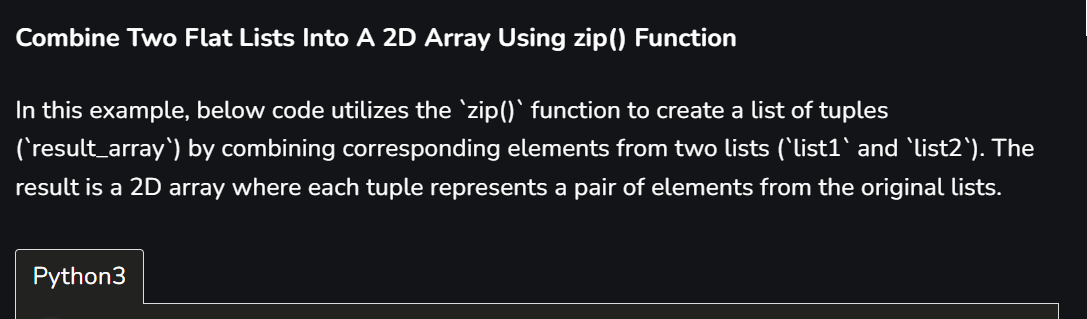 Combine Two Flat Lists Into A 2D Array Using zip() Function
In this example, below code utilizes the `zip()` function to create a list of tuples
(`result_array`) by combining corresponding elements from two lists (`list1` and `list2`). The
result is a 2D array where each tuple represents a pair of elements from the original lists.
Python3